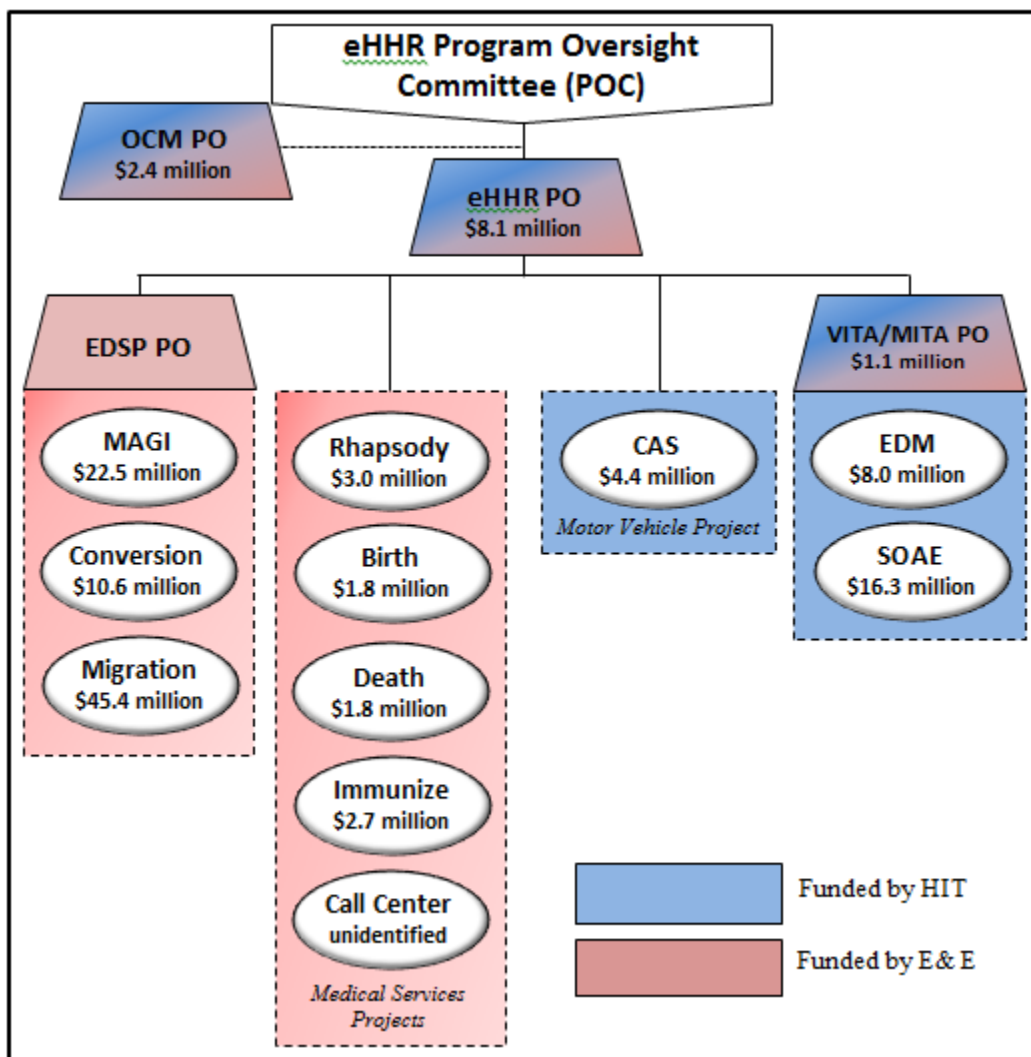 eHHR Program Oversight
Committee (POC)
OCM PO
$2.4 million
eHHR PO
$8.1 million
EDSP PO
VITA/MITA PO
$1.1 million
MAGI
$22.5 million
Conversion
$10.6 million
Migration
$45.4 million
Rhapsody
$3.0 million
Birth
$1.8 million
Death
$1.8 million
Immunize
$2.7 million
Call Center
unidentified
Medical Services
Projects
CAS
$4.4 million
Motor Vehicle Project
EDM
$8.0 million
SOAE
$16.3 million
Funded by HIT
Funded by E& E